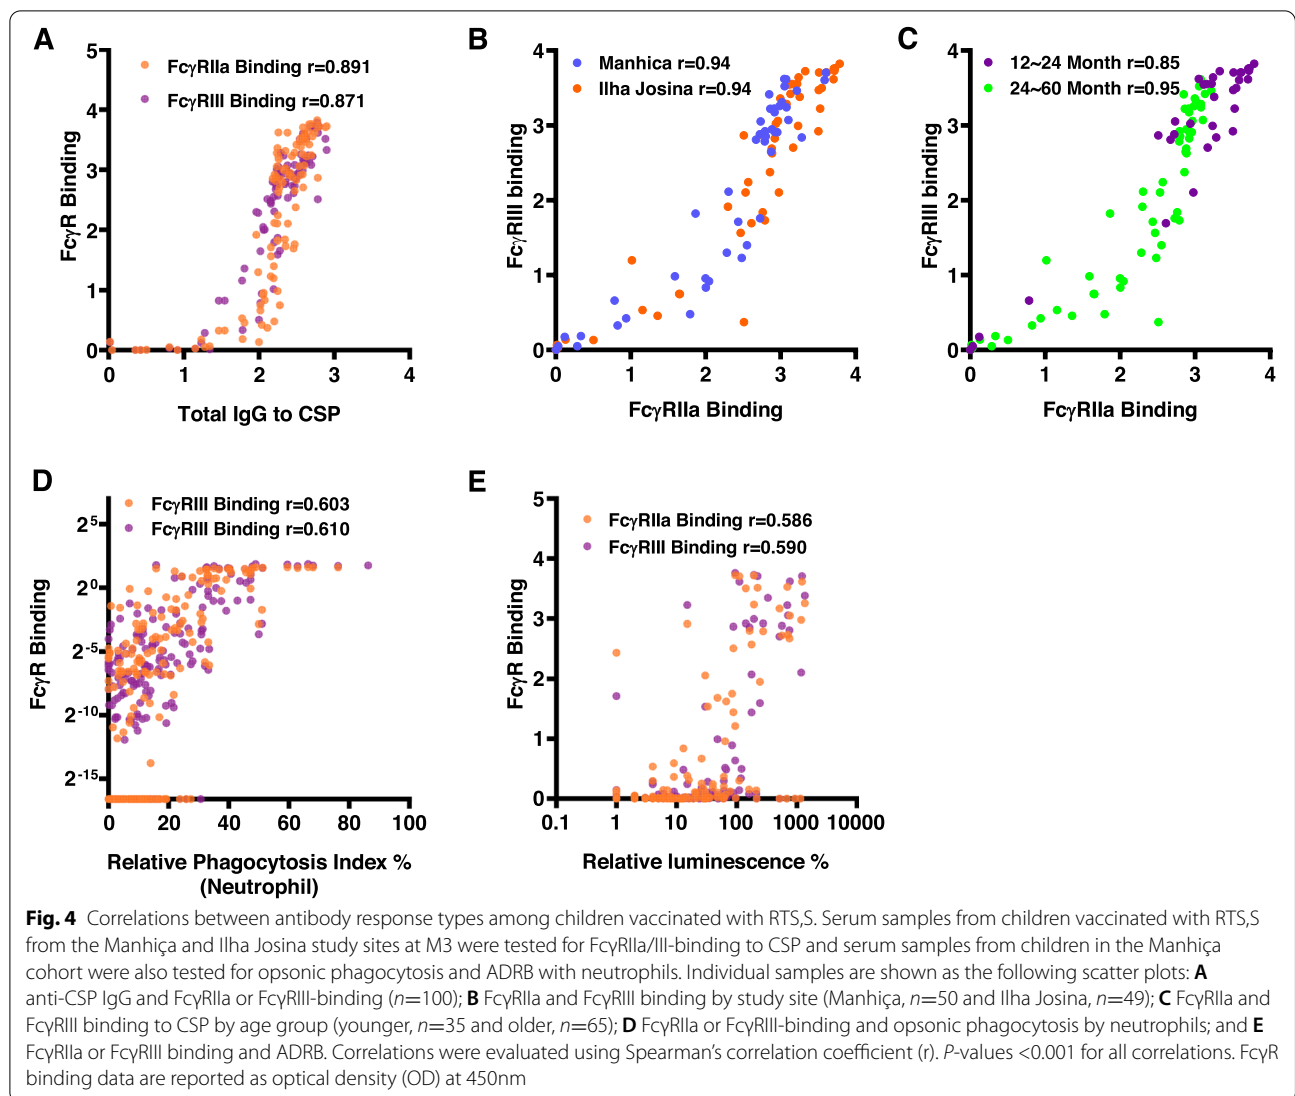 A
5
4
3
2
1
0
FcγR Binding
FcγRIIa Binding r=0.891
FcγRIII Binding r=0.871
0 1 2 3 4
Total IgG to CSP
B
4
3
2
1
0
FcγRIII binding
Manhica r=0.94
Ilha Josina r=0.94
0 1 2 3 4
FcγRIIa Binding
C
4
3
2
1
0
FcγRIII binding
12~24 Month r=0.85
24~60 Month r=0.95
0 1 2 3 4
FcγRIIa Binding
D
2^5
2^0
2^-5
2^-10
2^-15
FcγR Binding
FcγRIII Binding r=0.603
FcγRIII Binding r=0.610
0 20 40 60 80 100
Relative Phagocytosis Index %
(Neutrophil)
E
5
4
3
2
1
0
FcγR Binding
FcγRIIa Binding r=0.586
FcγRIII Binding r=0.590
0.1 1 10 100 1000 10000
Relative luminescence %
Fig. 4 Correlations between antibody response types among children vaccinated with RTS,S. Serum samples from children vaccinated with RTS,S
from the Manhiça and Ilha Josina study sites at M3 were tested for FcγRIIa/III-binding to CSP and serum samples from children in the Manhiça
cohort were also tested for opsonic phagocytosis and ADRB with neutrophils. Individual samples are shown as the following scatter plots: A
anti-CSP IgG and FcγRIIa or FcγRIII-binding (n=100); B FcγRIIa and FcγRIII binding by study site (Manhiça, n=50 and Ilha Josina, n=49); C FcγRIIa and
FcγRIII binding to CSP by age group (younger, n=35 and older, n=65); D FcγRIIa or FcγRIII-binding and opsonic phagocytosis by neutrophils; and E
FcγRIIa or FcγRIII binding and ADRB. Correlations were evaluated using Spearman's correlation coefficient (r). P-values <0.001 for all correlations. FcγR
binding data are reported as optical density (OD) at 450nm